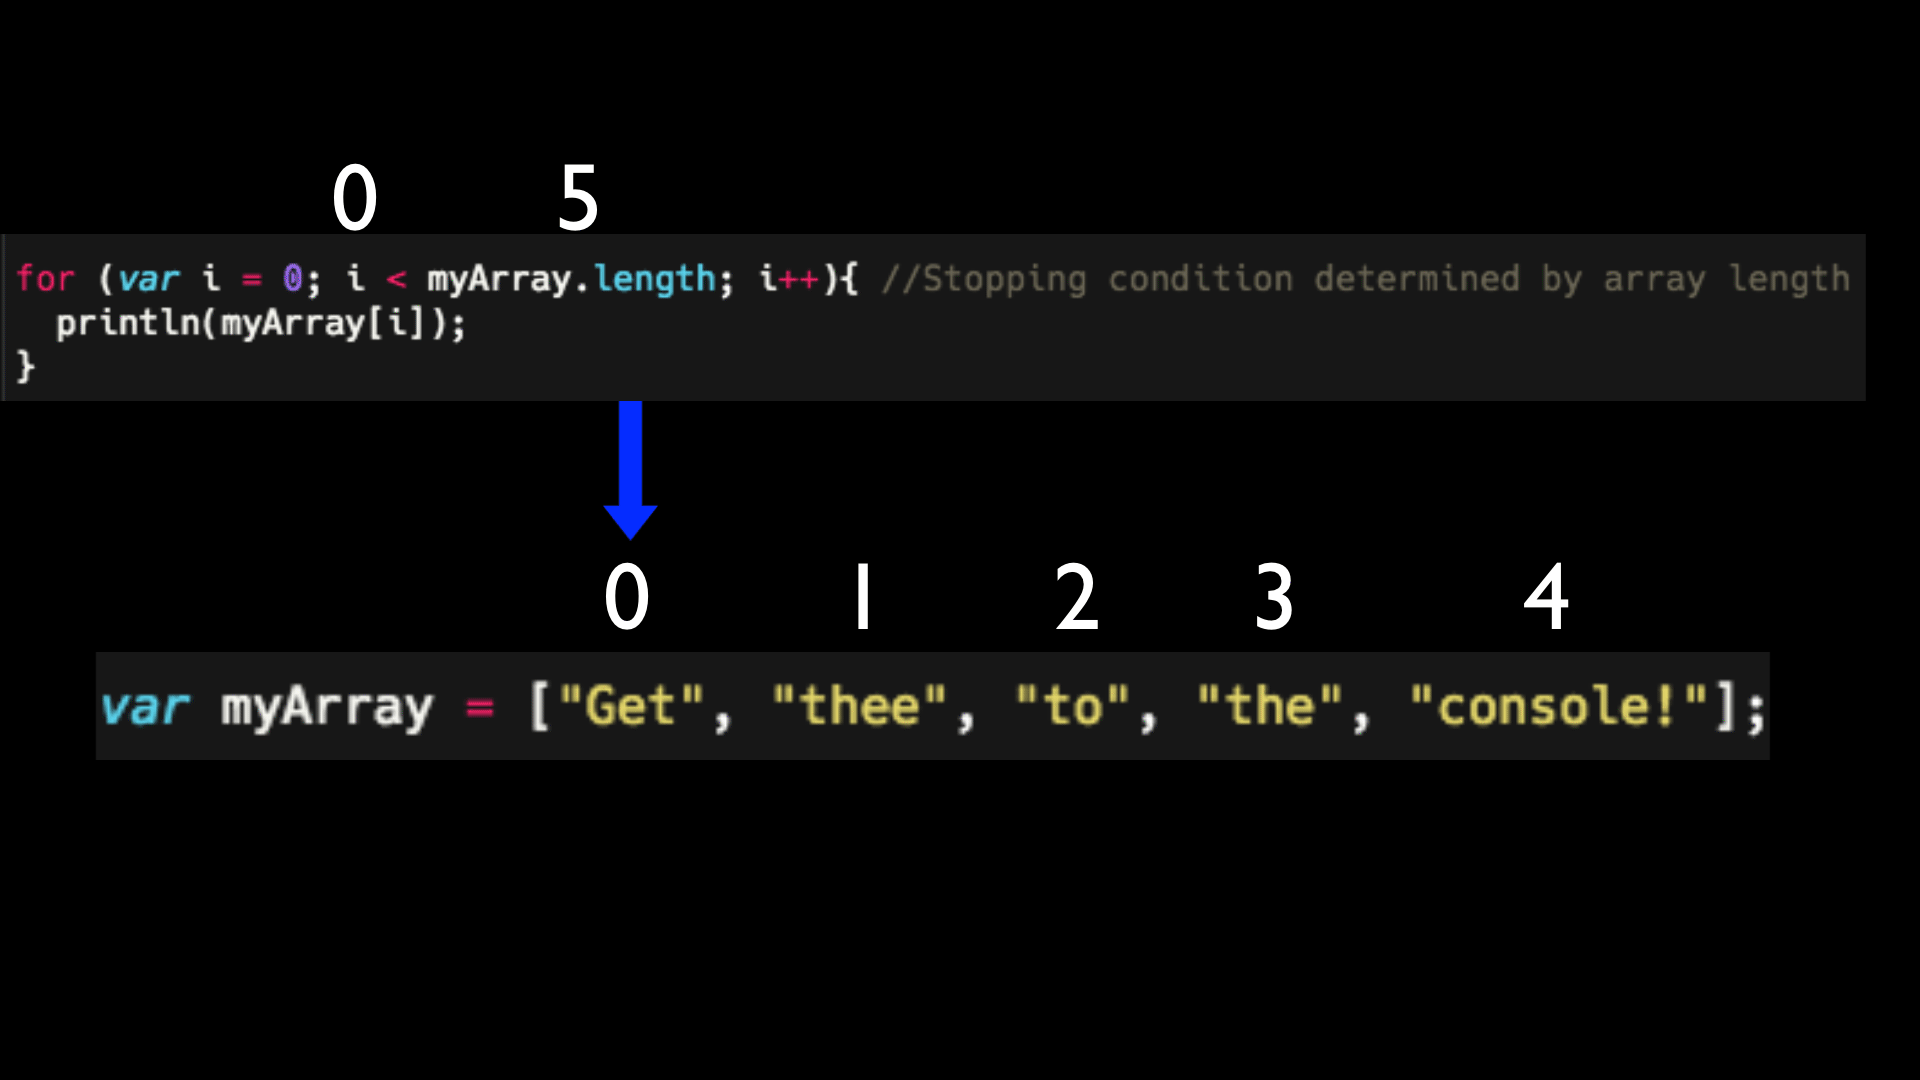 0 5
for (var i = 0; i < myArray.length; i++){ //Stopping condition determined by array length
println(myArray[i]);
}
0 1 2 3 4
var myArray = ["Get", "thee", "to", "the", "console!"];